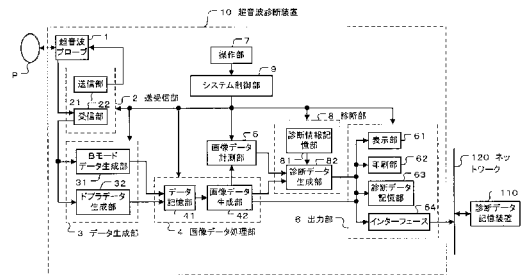 10 超音波診断装置
超音波
プローブ
1
P
送信部
21
22
受信部
2 送受信部
7
操作部
9
システム制御部
Bモード
データ生成部
31
32
ドプラデータ
生成部
3 データ生成部
データ
記憶部
41
画像データ
生成部
42
4 画像データ処理部
5
画像データ
計測部
8 診断部
診断情報記
憶部
81
82
診断データ
生成部
61
表示部
62
印刷部
63
診断データ
記憶部
64
インターフェース
6 出力部
120 ネッ
トワーク
110
診断データ
記憶装置